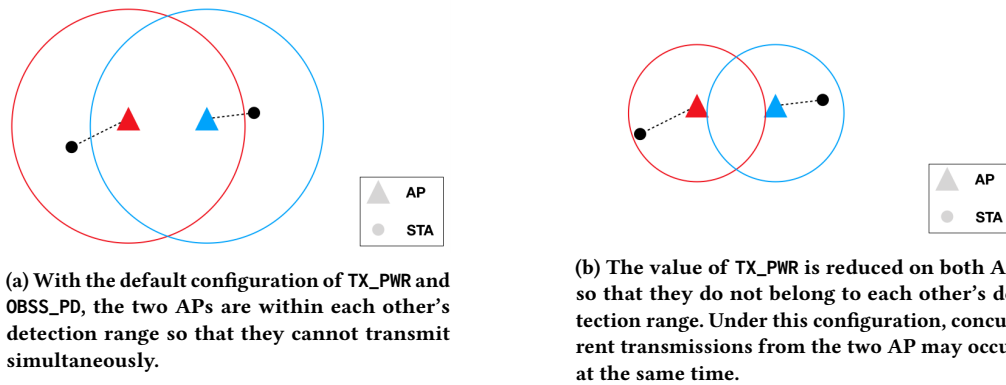 AP
STA
(a) With the default configuration of TX_PWR and
OBSS_PD, the two APs are within each other's
detection range so that they cannot transmit
simultaneously.
AP
STA
(b) The value of TX_PWR is reduced on both A
so that they do not belong to each other's de
tection range. Under this configuration, concu
rent transmissions from the two AP may occu
at the same time.